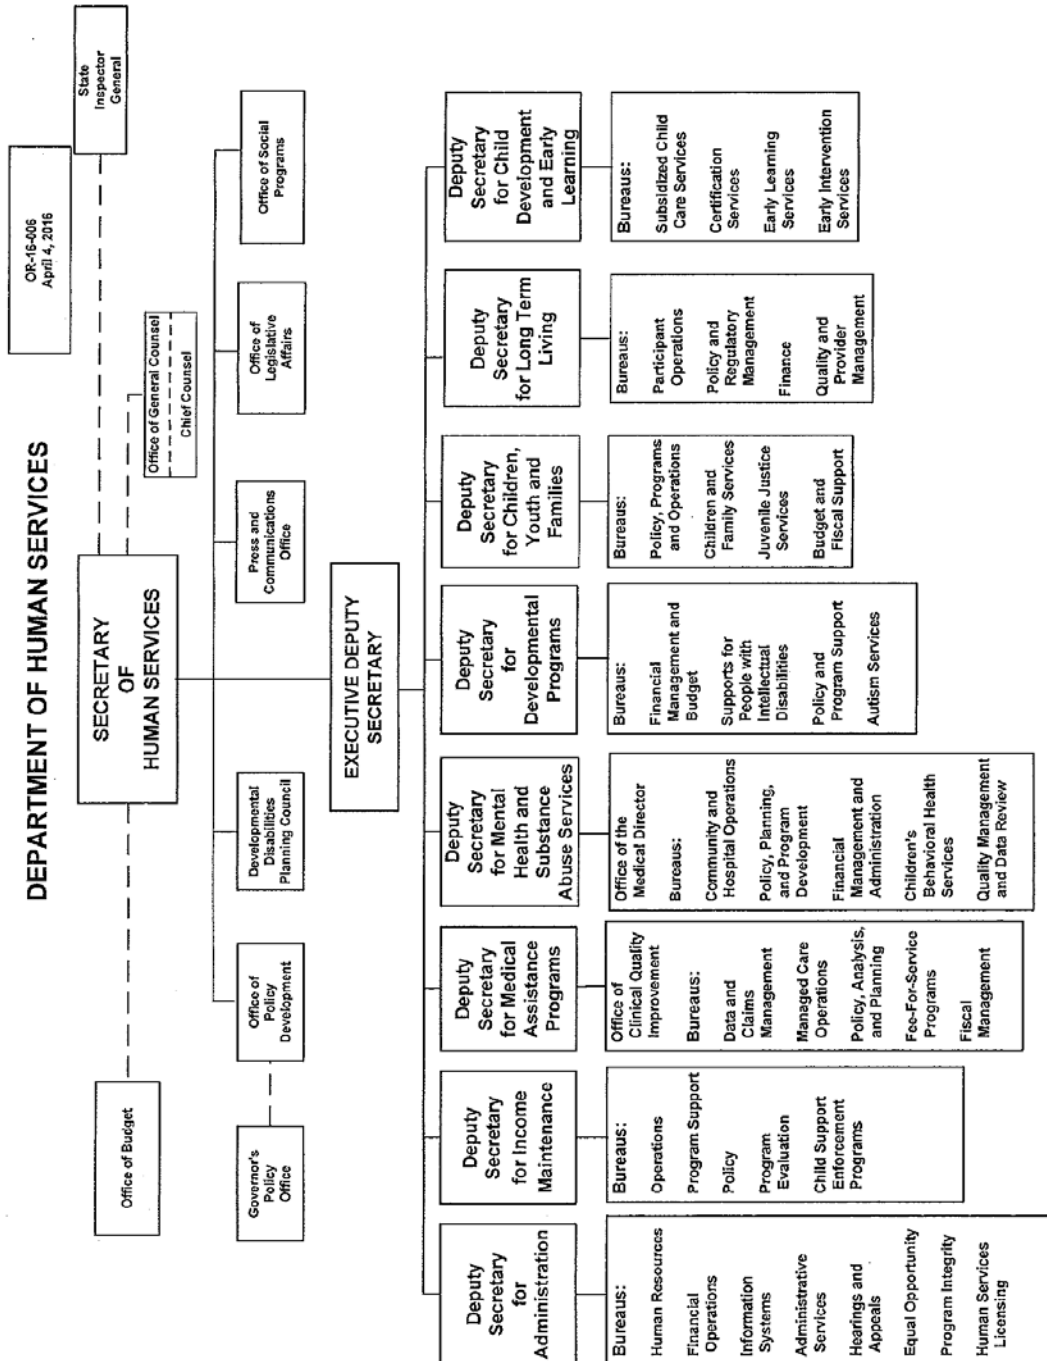 DEPARTMENT OF HUMAN SERVICES
OR-16-006
April 4, 2016
State
Inspector
General
SECRETARY
OF
HUMAN SERVICES
Office of General Counsel
Chief Counsel
Office of Budget
Governor's
Policy
Office
Office of
Policy
Development
Developmental
Disabilities
Planning Council
Press and
Communications
Office
Office of
Legislative
Affairs
Office of Social
Programs
EXECUTIVE DEPUTY
SECRETARY
Deputy
Secretary
for
Administration
Bureaus:
Human Resources
Financial
Operations
Information
Systems
Administrative
Services
Hearings and
Appeals
Equal Opportunity
Program Integrity
Human Services
Licensing
Deputy
Secretary
for Income
Maintenance
Bureaus:
Operations
Program Support
Policy
Program
Evaluation
Child Support
Enforcement
Programs
Deputy
Secretary
for Medical
Assistance
Programs
Office of
Clinical Quality
Improvement
Bureaus:
Data and
Claims
Management
Managed Care
Operations
Policy, Analysis,
and Planning
Fee-For-Service
Programs
Fiscal
Management
Deputy
Secretary
for Mental
Health and
Substance
Abuse Services
Office of the
Medical Director
Bureaus:
Community and
Hospital Operations
Policy, Planning,
and Program
Development
Financial
Management and
Administration
Children's
Behavioral Health
Services
Quality Management
and Data Review
Deputy
Secretary
for
Developmental
Programs
Bureaus:
Financial
Management and
Budget
Supports for
People with
Intellectual
Disabilities
Policy and
Program Support
Autism Services
Deputy
Secretary
for Children,
Youth and
Families
Bureaus:
Policy, Programs
and Operations
Children and
Family Services
Juvenile Justice
Services
Budget and
Fiscal Support
Deputy
Secretary
for Long Term
Living
Bureaus:
Participant
Operations
Policy and
Regulatory
Management
Finance
Quality and
Provider
Management
Deputy
Secretary
for Child
Development
and Early
Learning
Bureaus:
Subsidized Child
Care Services
Certification
Services
Early Learning
Services
Early Intervention
Services